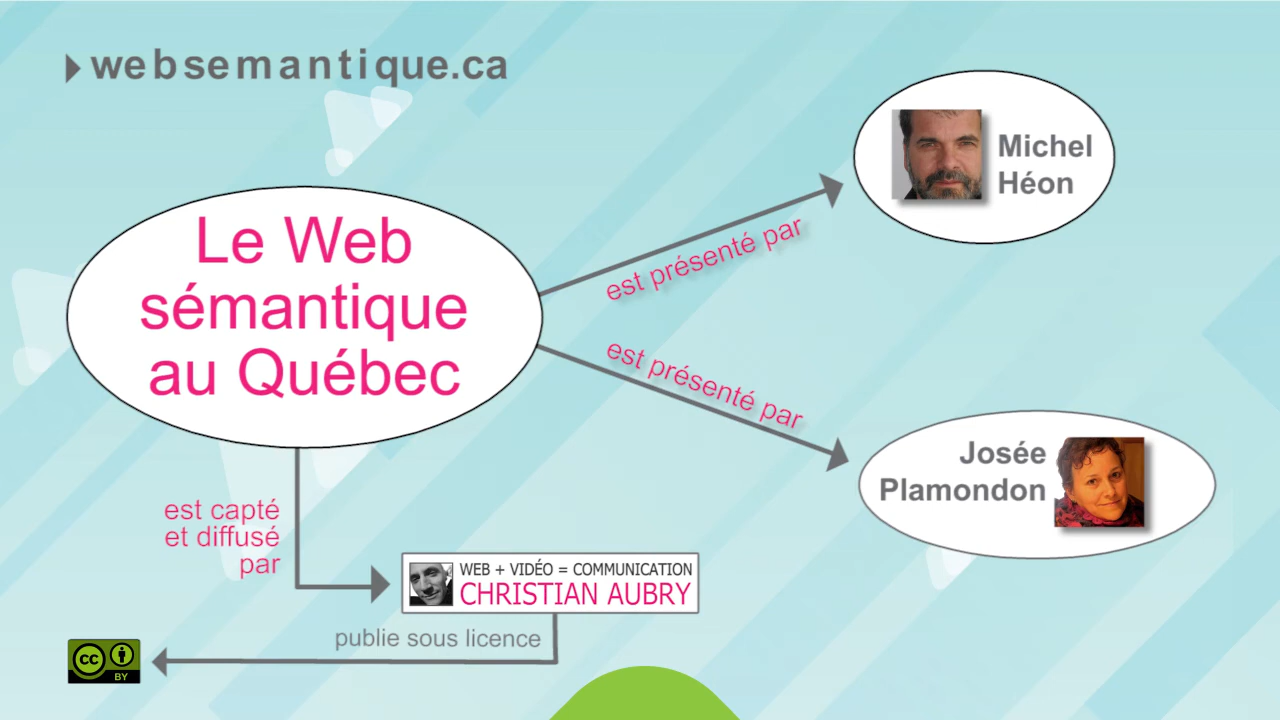 websemantique.ca
Michel
Héon
Le Web
sémantique
au Québec
est présenté par
est présenté par
Josée
Plamondon
est capté
et diffusé
par
WEB + VIDÉO = COMMUNICATION
CHRISTIAN AUBRY
publie sous licence
cc
BY